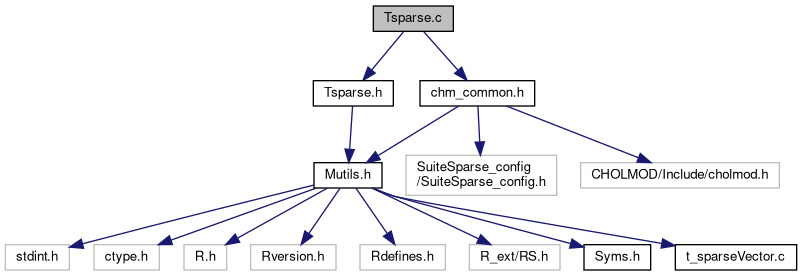 Tsparse.c
Tsparse.h
chm_common.h
Mutils.h
SuiteSparse_config
/SuiteSparse_config.h
CHOLMOD/Include/cholmod.h
stdint.h
ctype.h
R.h
Rversion.h
Rdefines.h
R_ext/RS.h
Syms.h
t_sparseVector.c